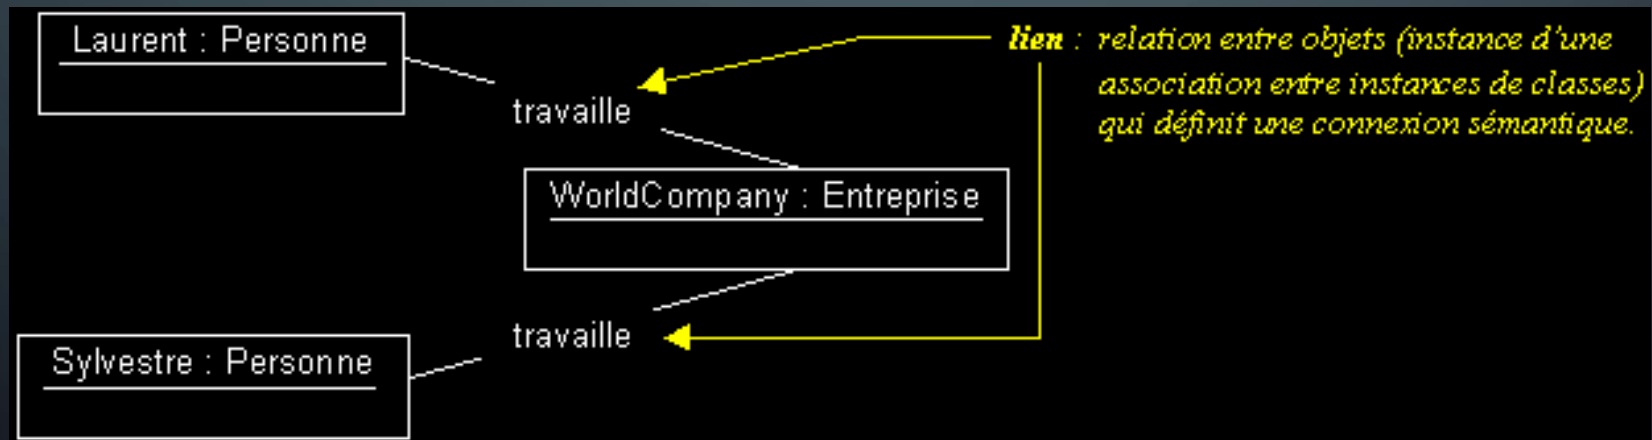 Laurent : Personne
lien : relation entre objets (instance d'une
association entre instances de classes)
travaille
qui définit une connexion sémantique.
WorldCompany : Entreprise
travaille
Sylvestre : Personne